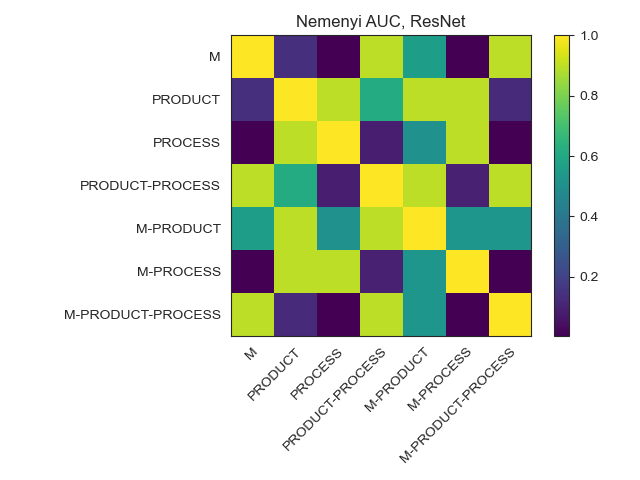 Nemenyi AUC, ResNet
M
PRODUCT
PROCESS
PRODUCT-PROCESS
M-PRODUCT
M-PROCESS
M-PRODUCT-PROCESS
M
PRODUCT
PROCESS
PRODUCT-PROCESS
M-PRODUCT
M-PROCESS
M-PRODUCT-PROCESS
1.0
0.8
0.6
0.4
0.2